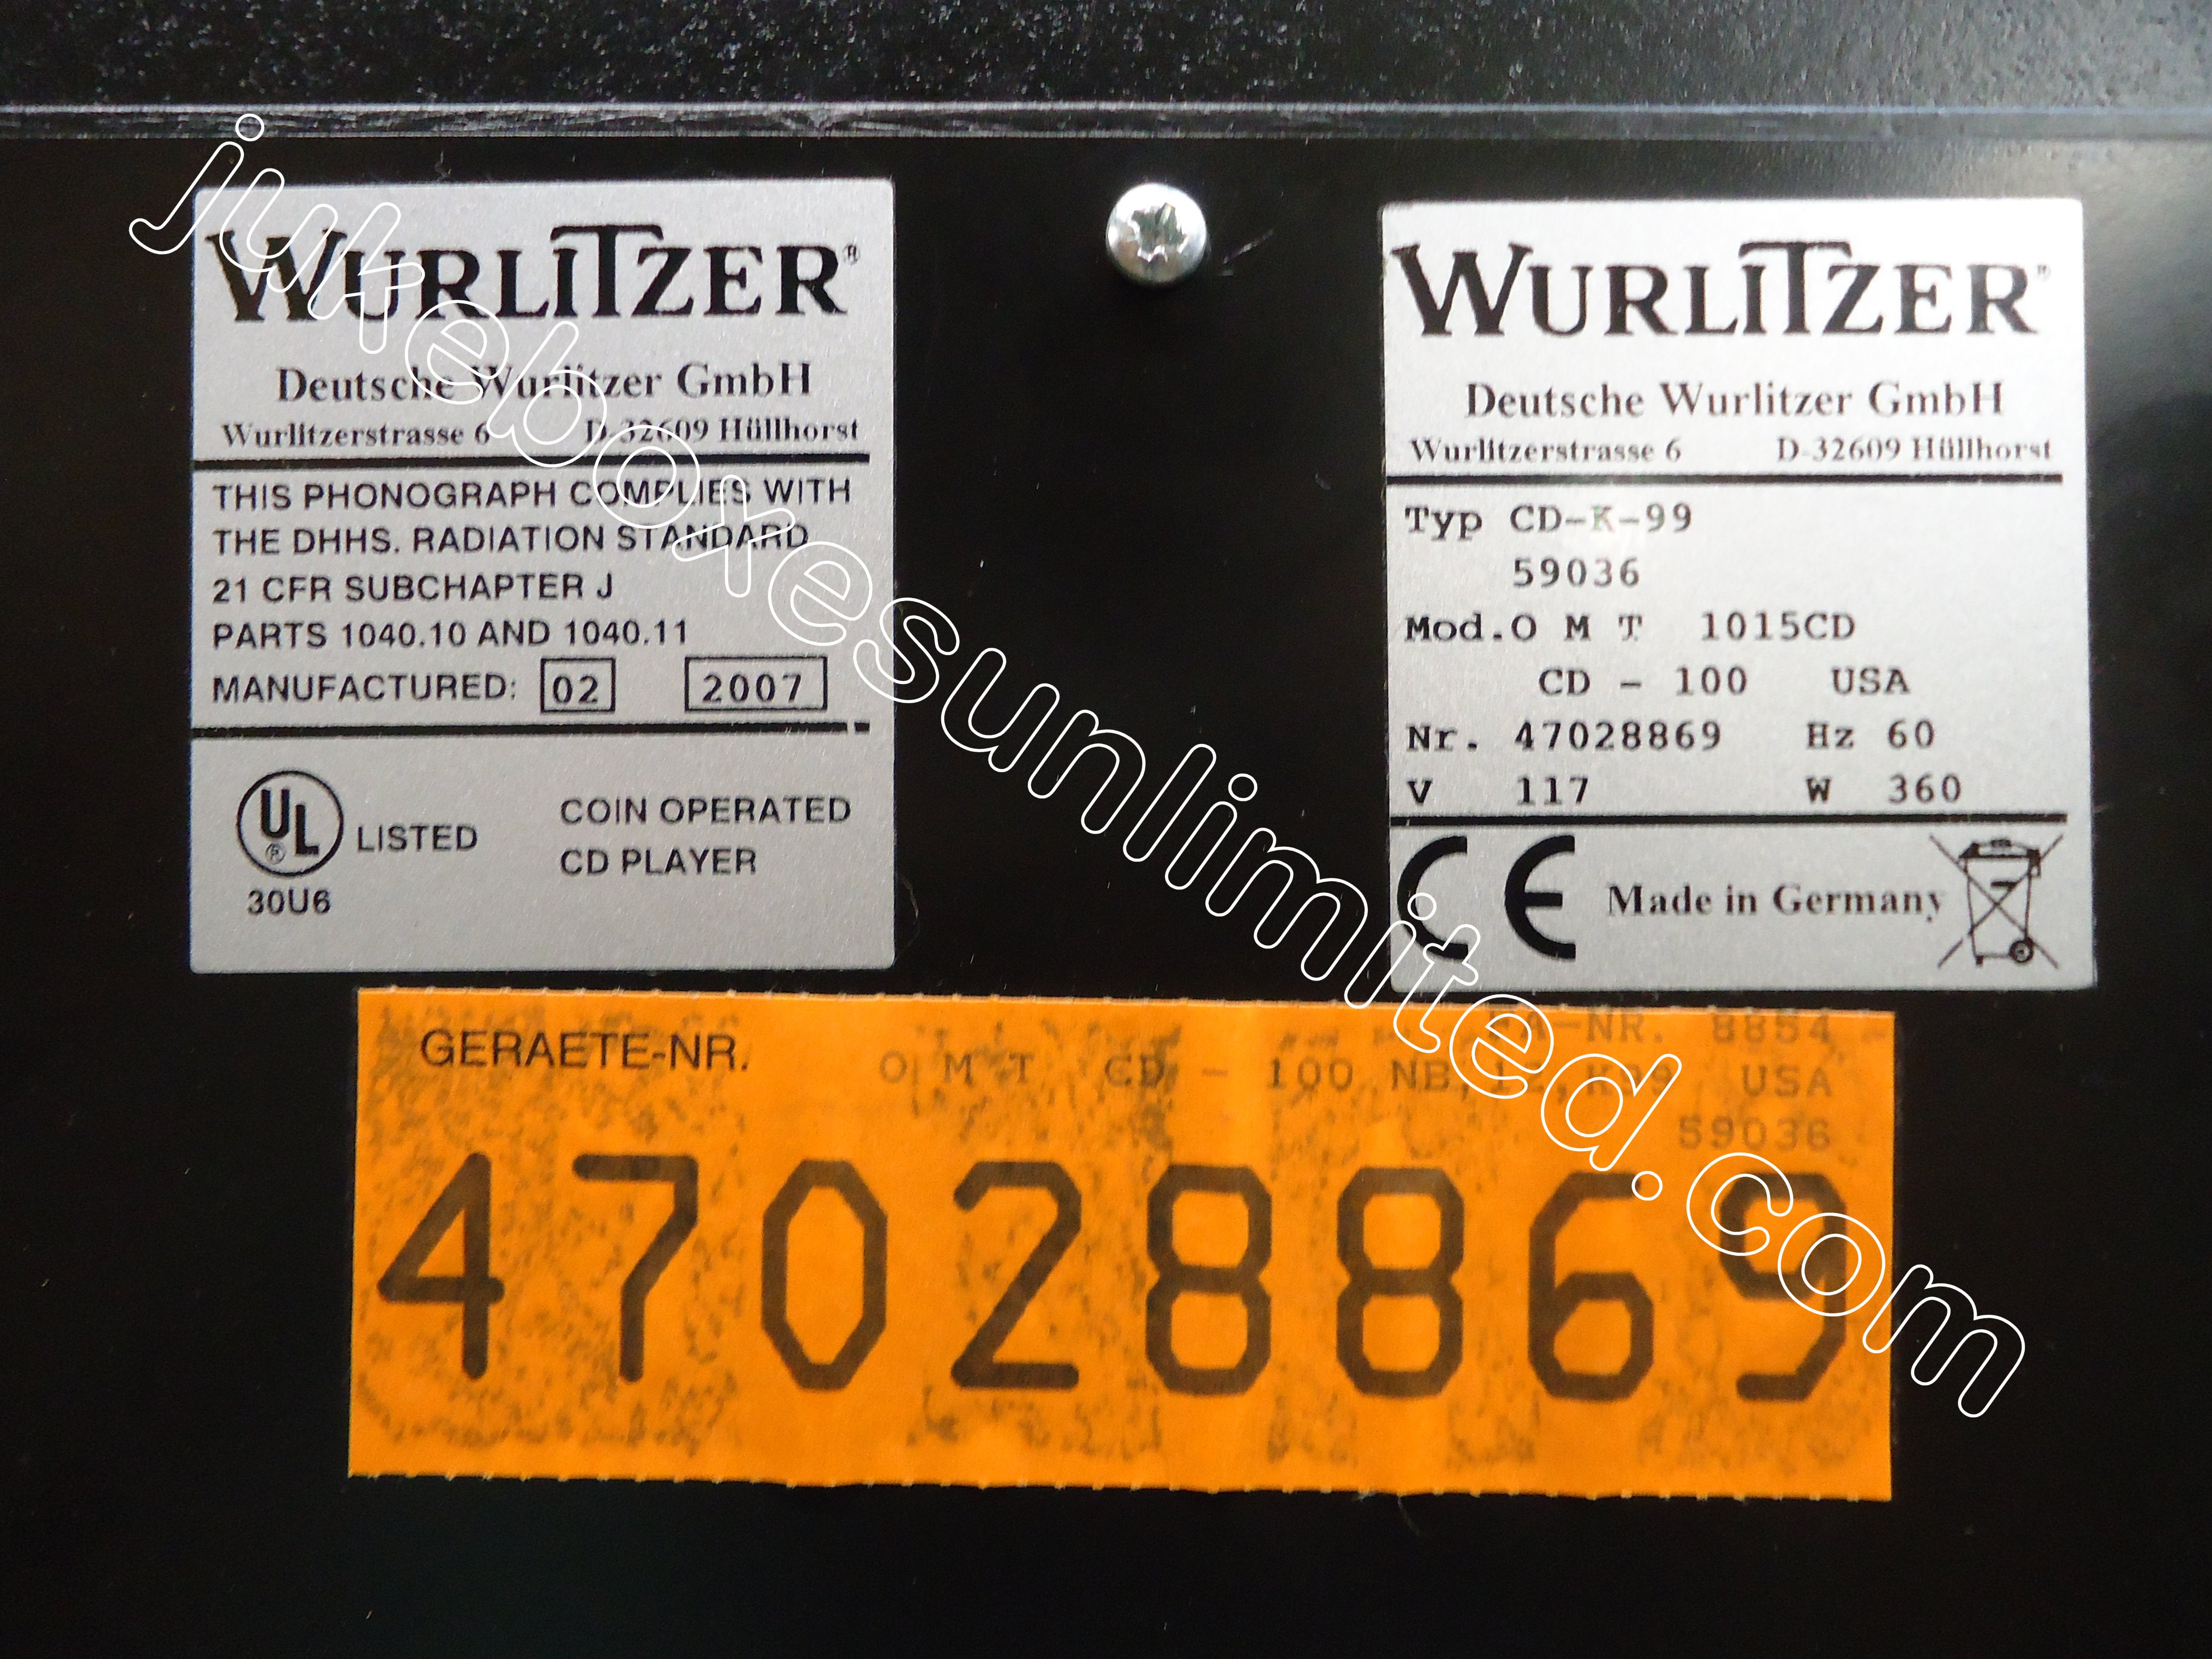 WURLITZER®
Deutsche Wurlitzer GmbH
Wurlitzerstrasse 6 D-32609 Hüllhorst
THIS PHONOGRAPH COMPLIES WITH
THE DHHS. RADIATION STANDARD
21 CFR SUBCHAPTER J
PARTS 1040.10 AND 1040.11
MANUFACTURED: 02 2007
UL® LISTED
30U6
COIN OPERATED
CD PLAYER
WURLITZER®
Deutsche Wurlitzer GmbH
Wurlitzerstrasse 6 D-32609 Hüllhorst
Typ CD-K-99
59036
Mod.O M T 1015CD
CD - 100 USA
Nr. 47028869 Hz 60
V 117 W 360
CE Made in Germany
FA-NR. 8854 -
GERAETE-NR. O M T CD - 100 NB, USA
59036
47028869
jukeboxesunlimited.com